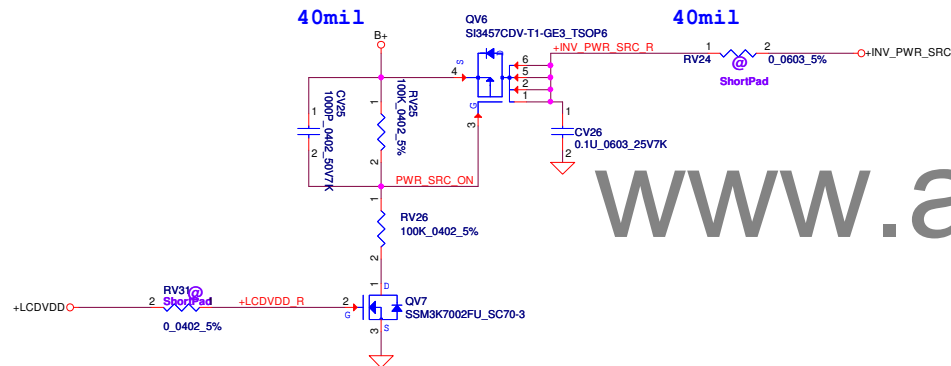 40mil
40mil
QV6
SI3457CDV-T1-GE3_TSOP6
B+
+INV_PWR_SRC_R
1
2
+INV_PWR_SRC
RV24
0_0603_5%
@
ShortPad
S
4
6
5
2
1
G
3
1
CV25
1000P_0402_50V7K
2
1
RV25
100K_0402_5%
2
1
CV26
0.1U_0603_25V7K
2
PWR_SRC_ON
www.a
1
RV26
100K_0402_5%
2
1
D
RV31
@
ShortPad
+LCDVDD
2
1
+LCDVDD_R
2
G
QV7
SSM3K7002FU_SC70-3
3
S
0_0402_5%